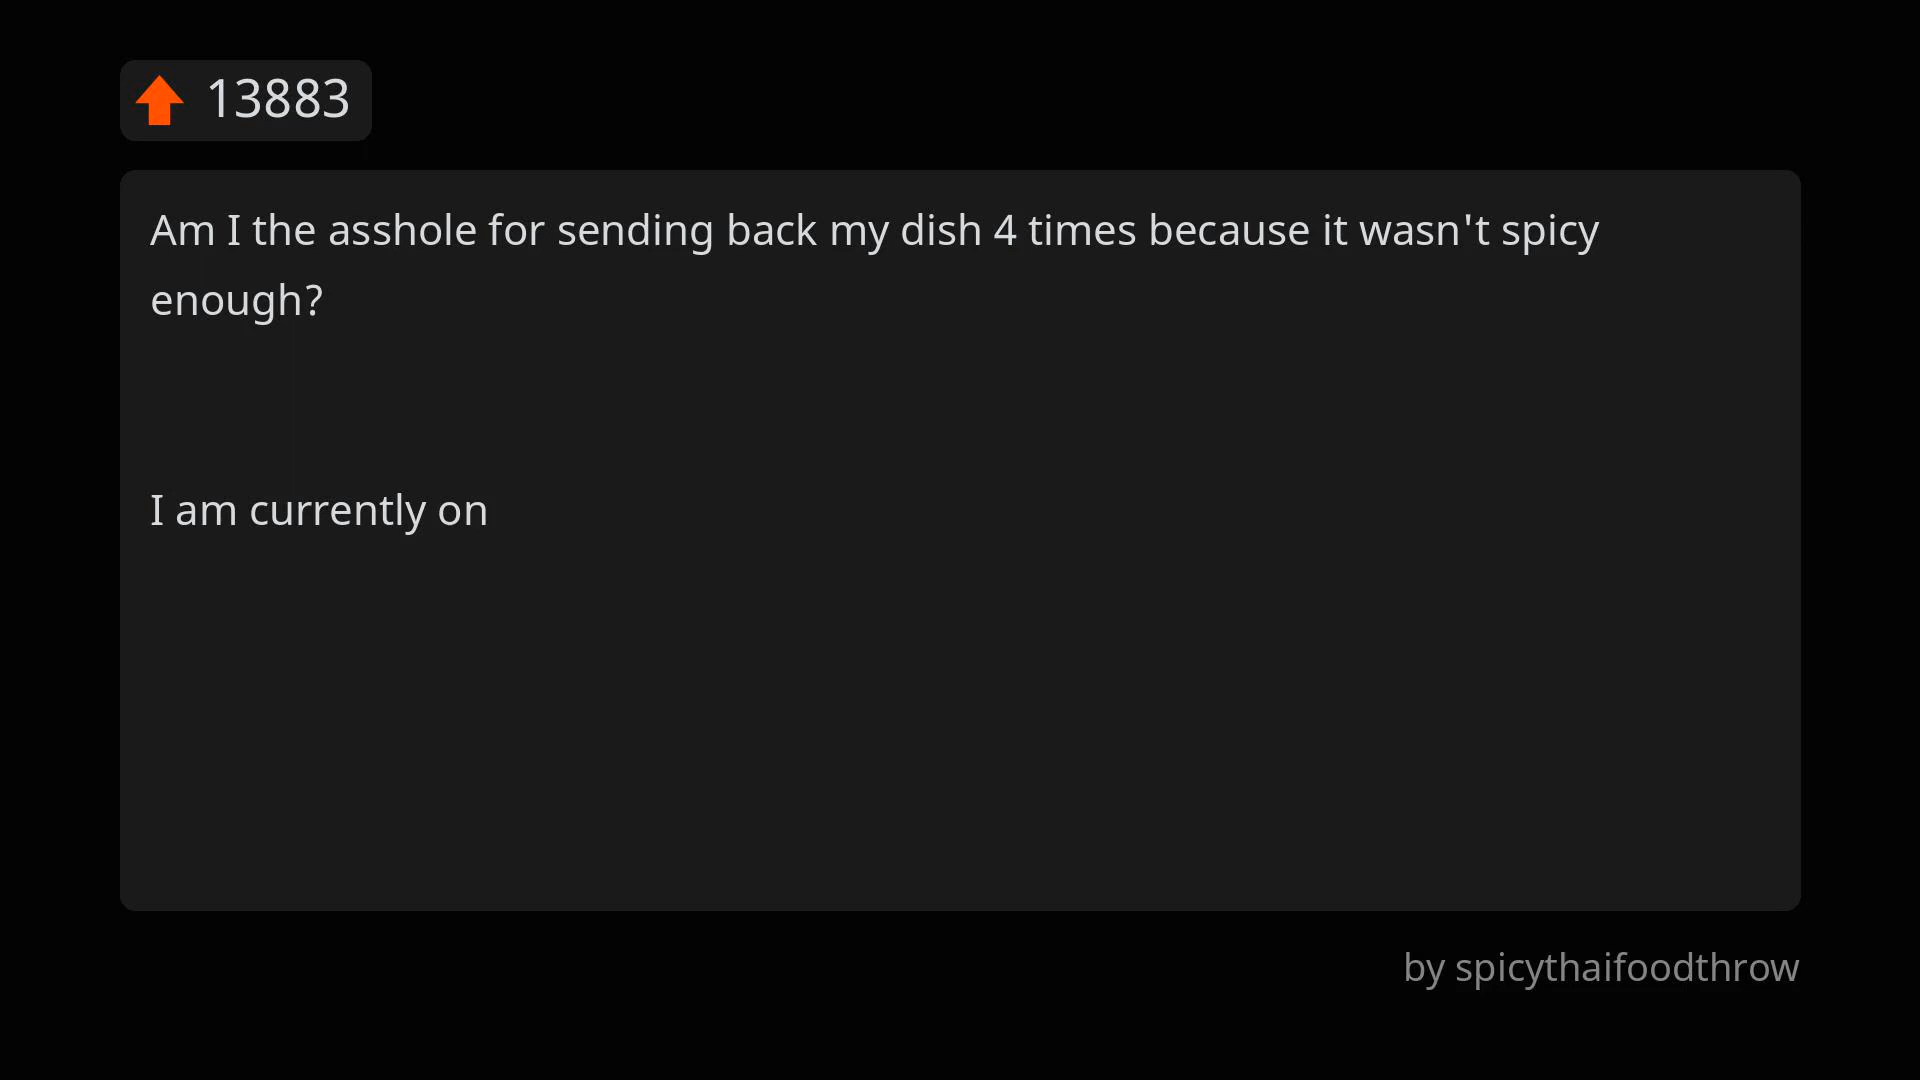 13883
Am I the asshole for sending back my dish 4 times because it wasn't spicy
enough?
I am currently on
by spicythaifoodthrow